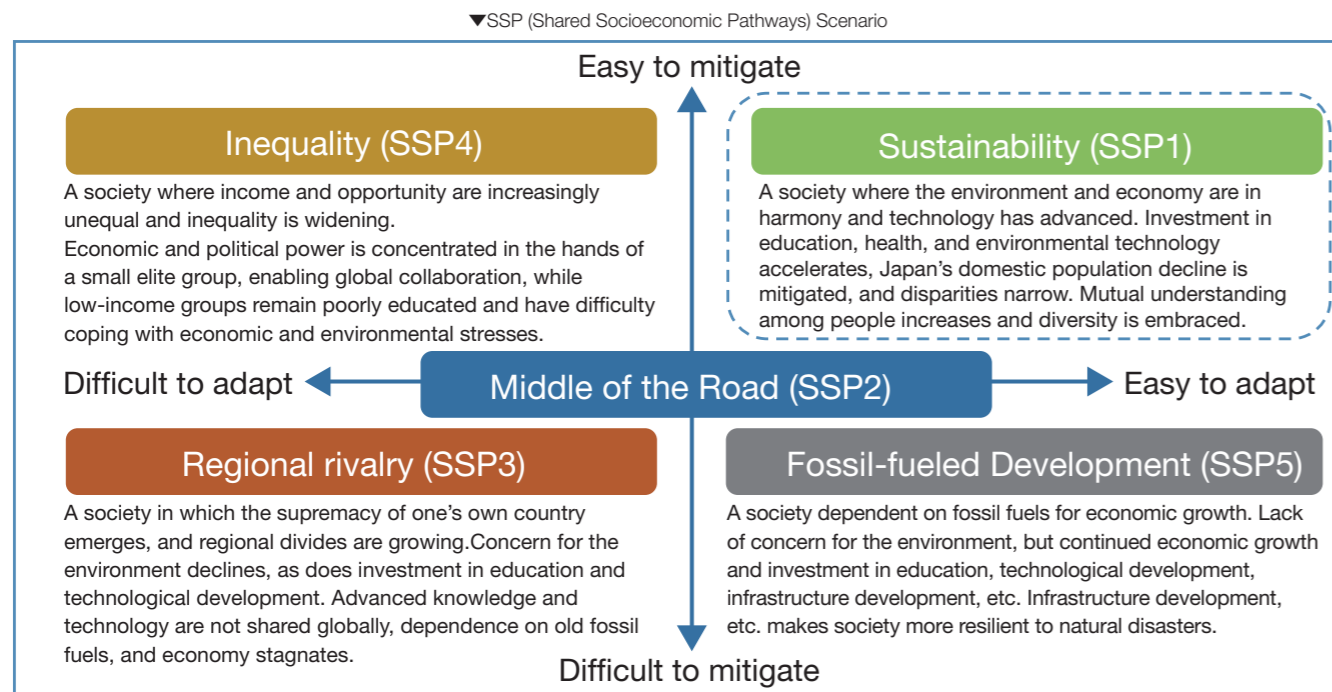 ▼SSP (Shared Socioeconomic Pathways) Scenario
Easy to mitigate
Inequality (SSP4)
A society where income and opportunity are increasingly
unequal and inequality is widening.
Economic and political power is concentrated in the hands of
a small elite group, enabling global collaboration, while
low-income groups remain poorly educated and have difficulty
coping with economic and environmental stresses.
Sustainability (SSP1)
A society where the environment and economy are in
harmony and technology has advanced. Investment in
education, health, and environmental technology
accelerates, Japan's domestic population decline is
mitigated, and disparities narrow. Mutual understanding
among people increases and diversity is embraced.
Difficult to adapt
Middle of the Road (SSP2)
Easy to adapt
Regional rivalry (SSP3)
A society in which the supremacy of one's own country
emerges, and regional divides are growing.Concern for the
environment declines, as does investment in education and
technological development. Advanced knowledge and
technology are not shared globally, dependence on old fossil
fuels, and economy stagnates.
Fossil-fueled Development (SSP5)
A society dependent on fossil fuels for economic growth. Lack
of concern for the environment, but continued economic growth
and investment in education, technological development,
infrastructure development, etc. Infrastructure development,
etc. makes society more resilient to natural disasters.
Difficult to mitigate